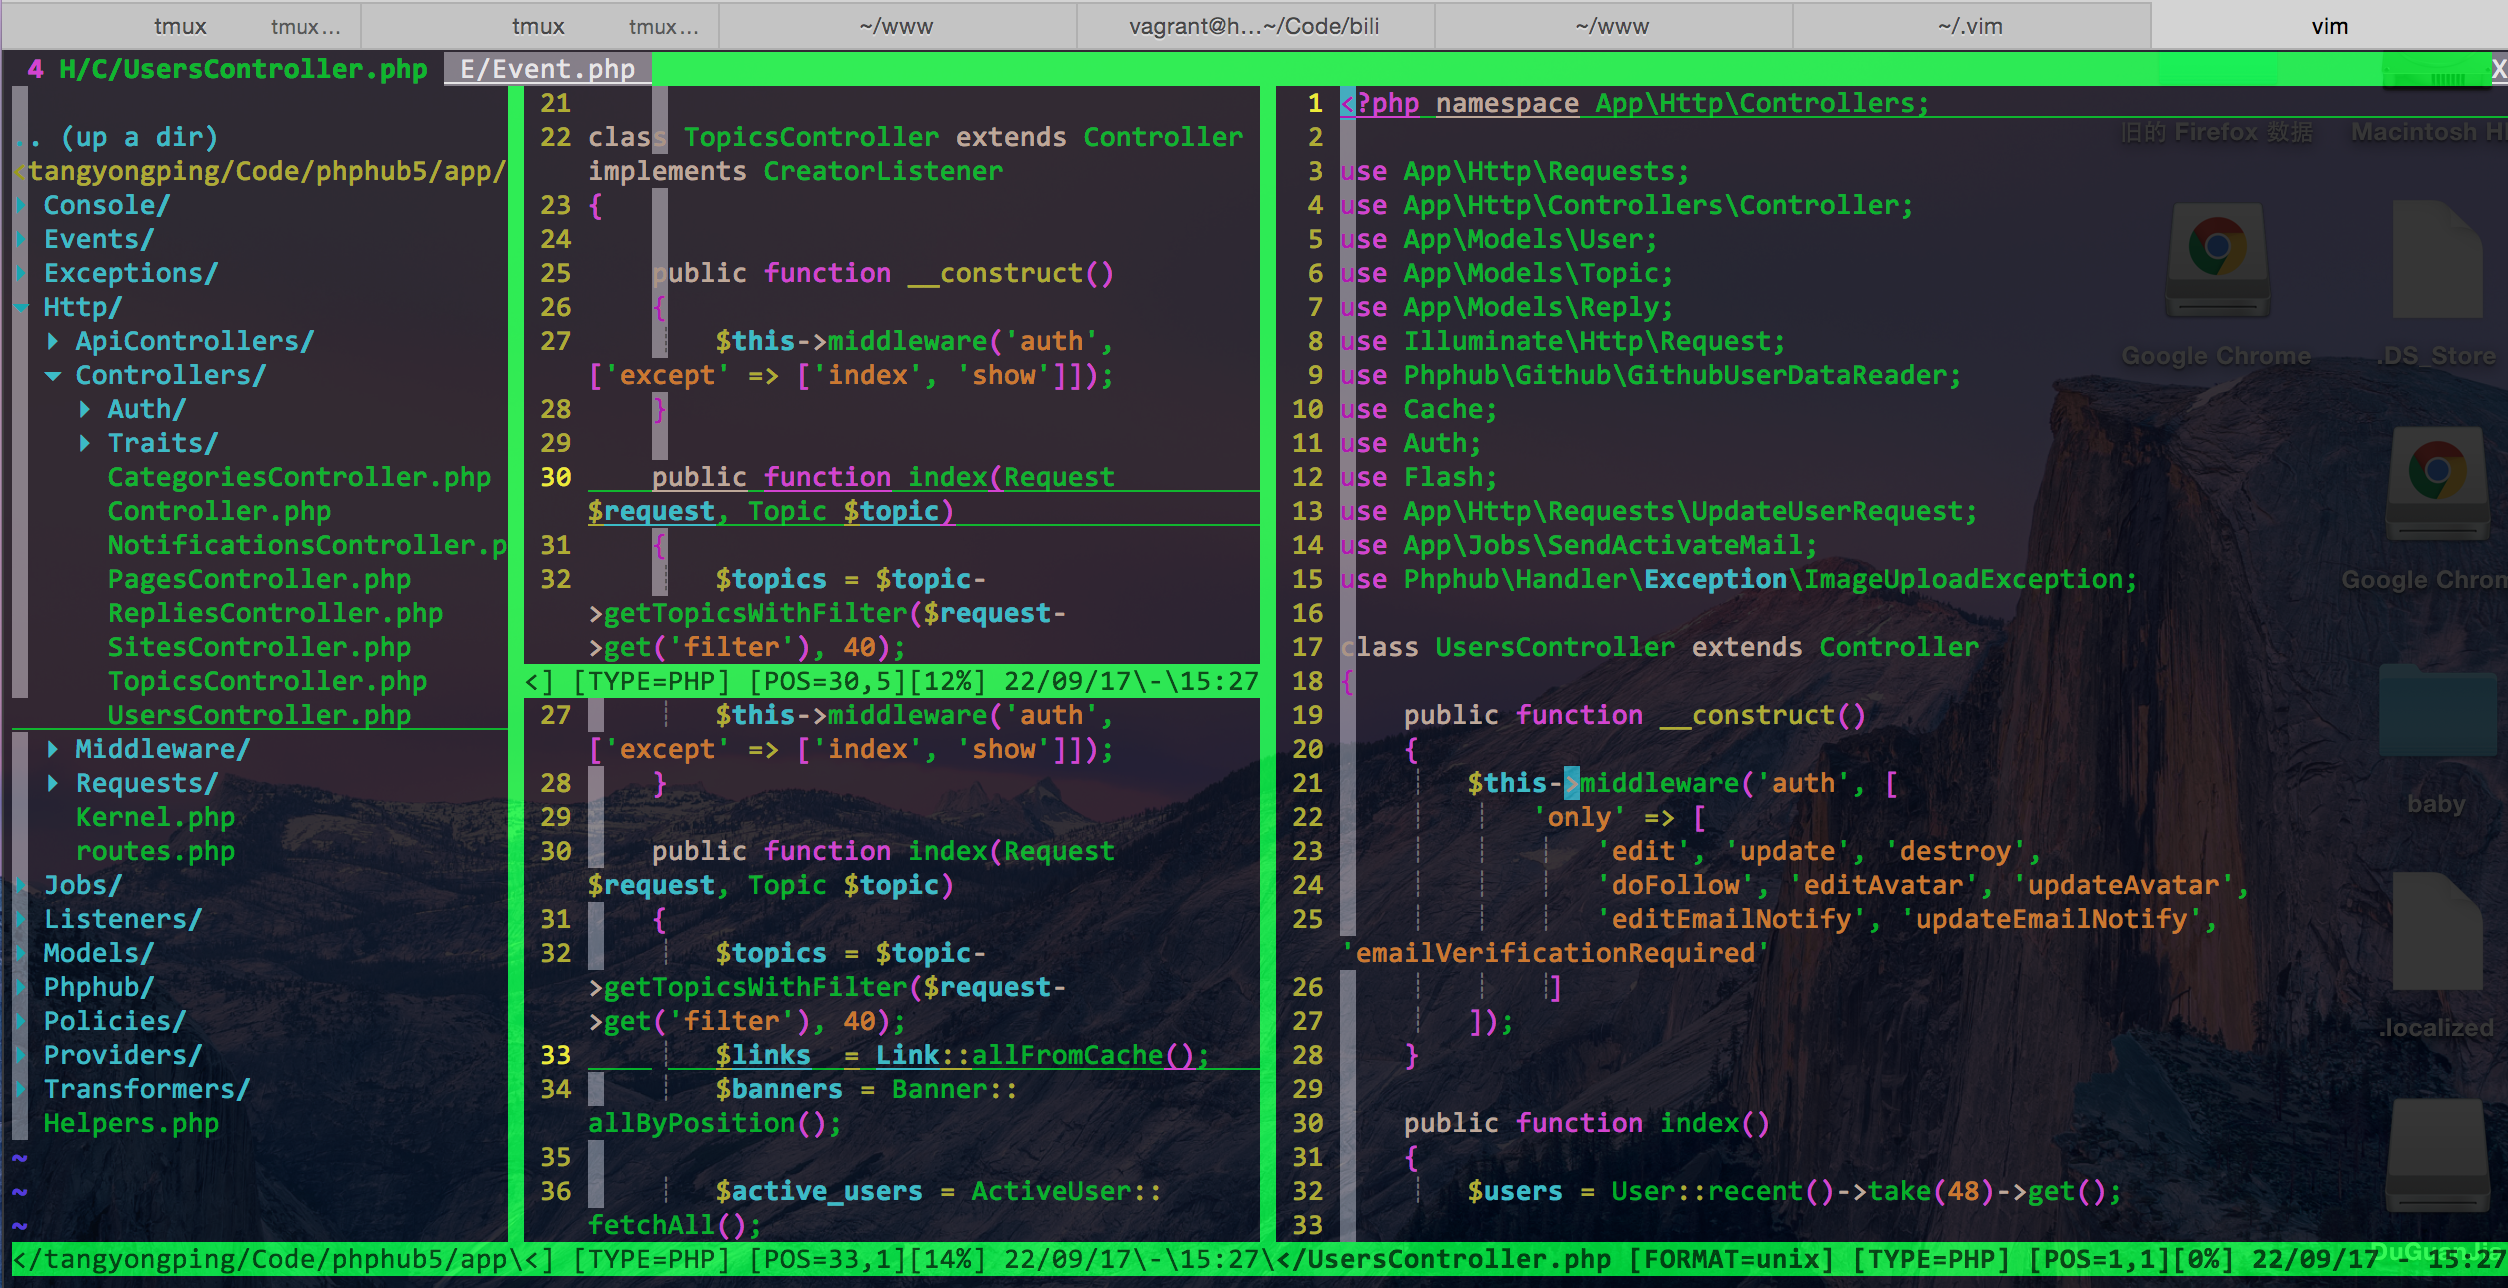 tmux tmux… tmux tmux… ~/www vagrant@h…~/Code/bili ~/www ~/.vim vim
4 H/C/UsersController.php E/Event.php X
.. (up a dir)
<tangyongping/Code/phphub5/app/
Console/
Events/
Exceptions/
Http/
ApiControllers/
Controllers/
Auth/
Traits/
CategoriesController.php
Controller.php
NotificationsController.p
PagesController.php
RepliesController.php
SitesController.php
TopicsController.php
UsersController.php
Middleware/
Requests/
Kernel.php
routes.php
Jobs/
Listeners/
Models/
Phphub/
Policies/
Providers/
Transformers/
Helpers.php
~
~
~
21
22 class TopicsController extends Controller
implements CreatorListener
23 {
24
25 public function __construct()
26 {
27 $this->middleware('auth',
['except' => ['index', 'show']]);
28 }
29
30 public function index(Request
$request, Topic $topic)
31 {
32 $topics = $topic-
>getTopicsWithFilter($request-
>get('filter'), 40);
<] [TYPE=PHP] [POS=30,5][12%] 22/09/17\-\15:27
27 $this->middleware('auth',
['except' => ['index', 'show']]);
28 }
29
30 public function index(Request
$request, Topic $topic)
31 {
32 $topics = $topic-
>getTopicsWithFilter($request-
>get('filter'), 40);
33 $links = Link::allFromCache();
34 $banners = Banner::
allByPosition();
35
36 $active_users = ActiveUser::
fetchAll();
1 <?php namespace App\Http\Controllers;
2
3 use App\Http\Requests;
4 use App\Http\Controllers\Controller;
5 use App\Models\User;
6 use App\Models\Topic;
7 use App\Models\Reply;
8 use Illuminate\Http\Request;
9 use Phphub\Github\GithubUserDataReader;
10 use Cache;
11 use Auth;
12 use Flash;
13 use App\Http\Requests\UpdateUserRequest;
14 use App\Jobs\SendActivateMail;
15 use Phphub\Handler\Exception\ImageUploadException;
16
17 class UsersController extends Controller
18 {
19 public function __construct()
20 {
21 $this->middleware('auth', [
22 'only' => [
23 'edit', 'update', 'destroy',
24 'doFollow', 'editAvatar', 'updateAvatar',
25 'editEmailNotify', 'updateEmailNotify',
'emailVerificationRequired'
26 ]
27 ]);
28 }
29
30 public function index()
31 {
32 $users = User::recent()->take(48)->get();
33
旧的 Firefox 数据 Macintosh H
Google Chrome .DS_Store
Google Chrom
baby
.localized
DuGuanJia
</tangyongping/Code/phphub5/app\<] [TYPE=PHP] [POS=33,1][14%] 22/09/17\-\15:27\</UsersController.php [FORMAT=unix] [TYPE=PHP] [POS=1,1][0%] 22/09/17 - 15:27